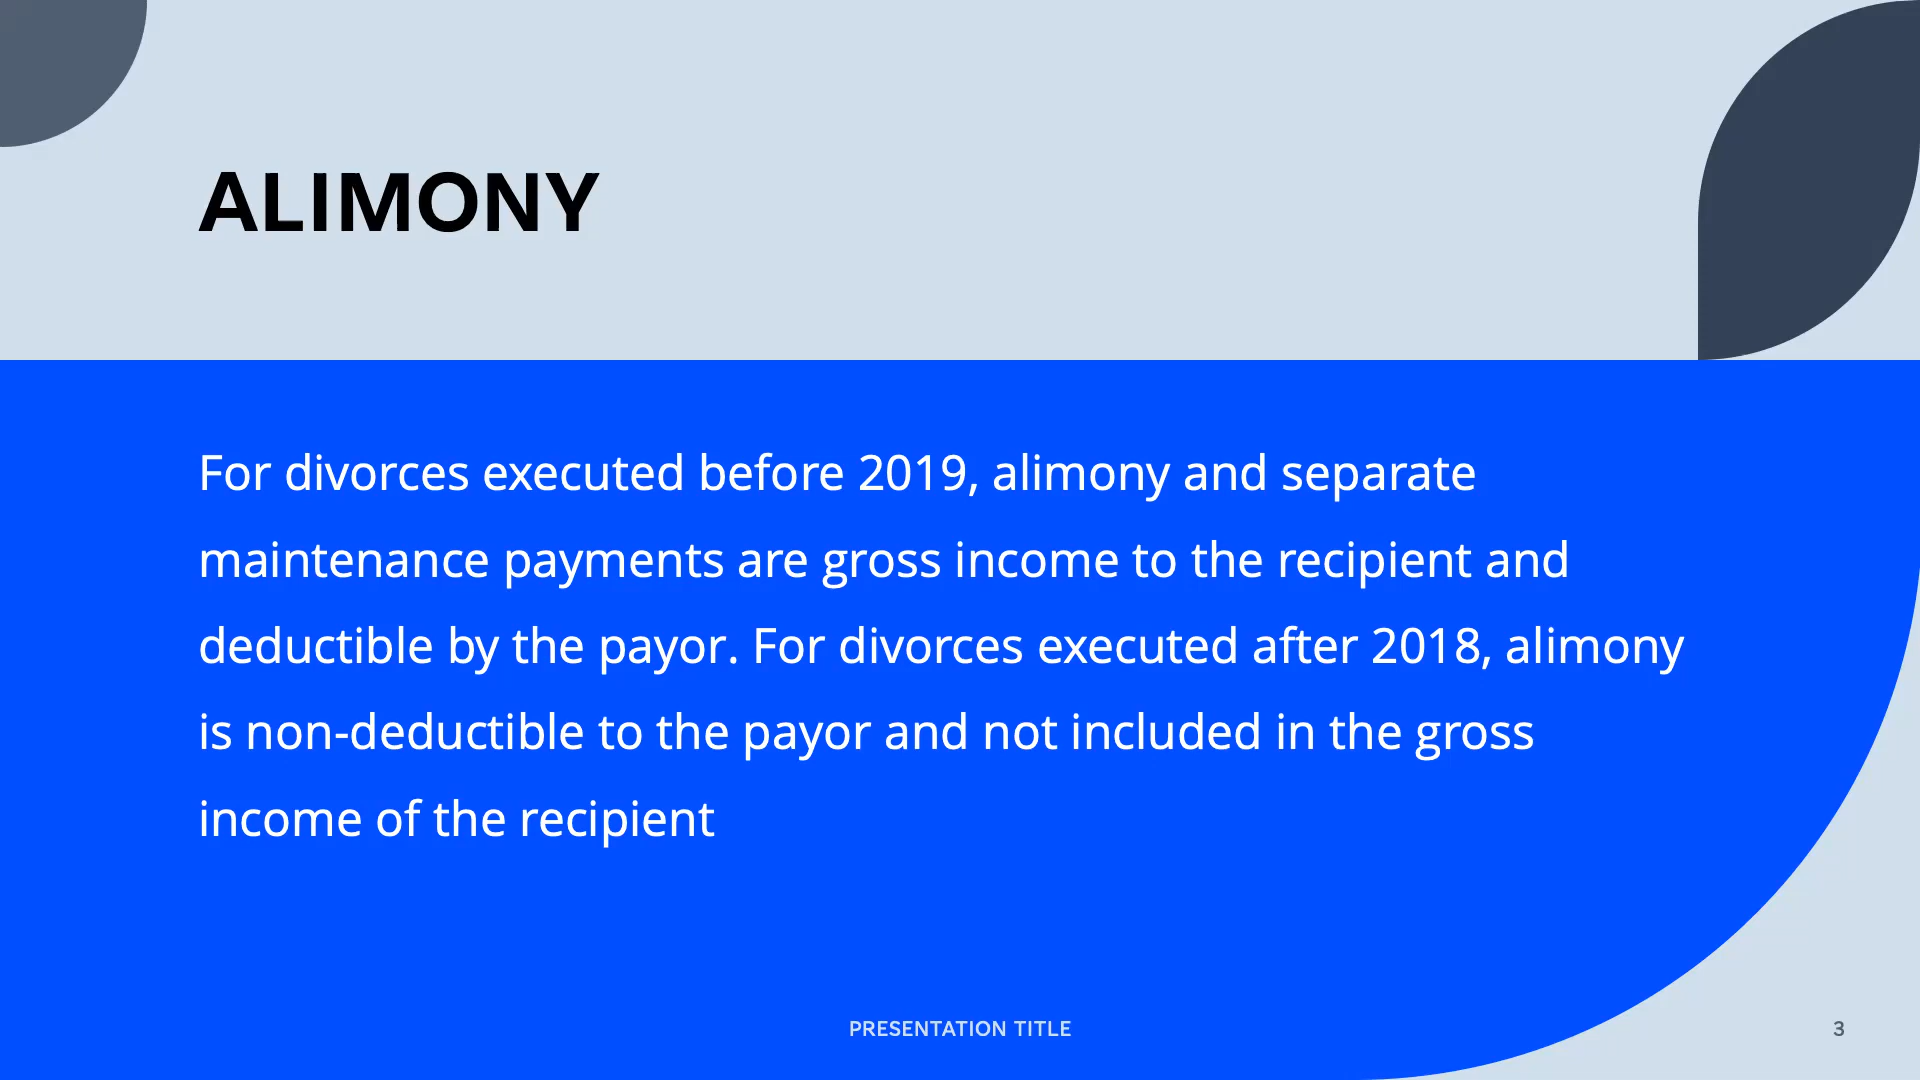 ALIMONY
For divorces executed before 2019, alimony and separate
maintenance payments are gross income to the recipient and
deductible by the payor. For divorces executed after 2018, alimony
is non-deductible to the payor and not included in the gross
income of the recipient
PRESENTATION TITLE
3